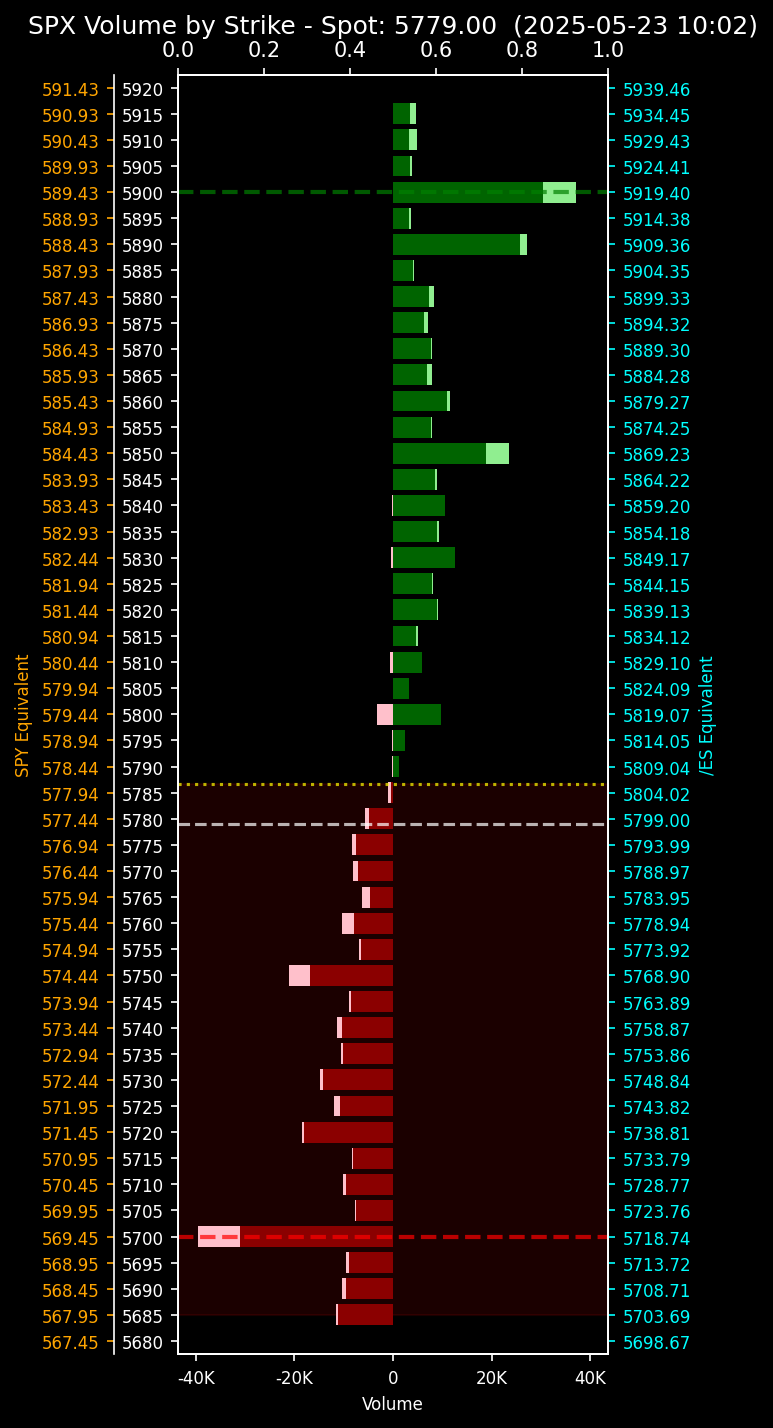 SPX Volume by Strike - Spot: 5779.00 (2025-05-23 10:02)
0.0 0.2 0.4 0.6 0.8 1.0
591.43 5920 5939.46
590.93 5915 5934.45
590.43 5910 5929.43
589.93 5905 5924.41
589.43 5900 5919.40
588.93 5895 5914.38
588.43 5890 5909.36
587.93 5885 5904.35
587.43 5880 5899.33
586.93 5875 5894.32
586.43 5870 5889.30
585.93 5865 5884.28
585.43 5860 5879.27
584.93 5855 5874.25
584.43 5850 5869.23
583.93 5845 5864.22
583.43 5840 5859.20
582.93 5835 5854.18
582.44 5830 5849.17
581.94 5825 5844.15
581.44 5820 5839.13
580.94 5815 5834.12
580.44 5810 5829.10
579.94 5805 5824.09
579.44 5800 5819.07
578.94 5795 5814.05
578.44 5790 5809.04
577.94 5785 5804.02
577.44 5780 5799.00
576.94 5775 5793.99
576.44 5770 5788.97
575.94 5765 5783.95
575.44 5760 5778.94
574.94 5755 5773.92
574.44 5750 5768.90
573.94 5745 5763.89
573.44 5740 5758.87
572.94 5735 5753.86
572.44 5730 5748.84
571.95 5725 5743.82
571.45 5720 5738.81
570.95 5715 5733.79
570.45 5710 5728.77
569.95 5705 5723.76
569.45 5700 5718.74
568.95 5695 5713.72
568.45 5690 5708.71
567.95 5685 5703.69
567.45 5680 5698.67
SPY Equivalent
/ES Equivalent
-40K -20K 0 20K 40K
Volume